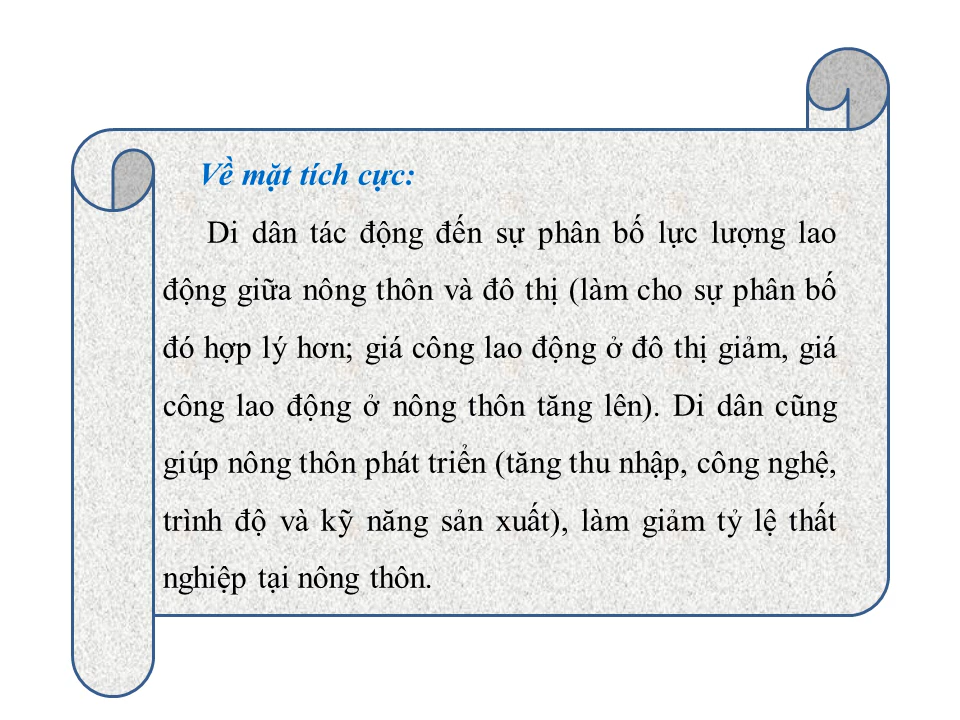 Về mặt tích cực:
Di dân tác động đến sự phân bố lực lượng lao
động giữa nông thôn và đô thị (làm cho sự phân bố
đó hợp lý hơn; giá công lao động ở đô thị giảm, giá
công lao động ở nông thôn tăng lên). Di dân cũng
giúp nông thôn phát triển (tăng thu nhập, công nghệ,
trình độ và kỹ năng sản xuất), làm giảm tỷ lệ thất
nghiệp tại nông thôn.